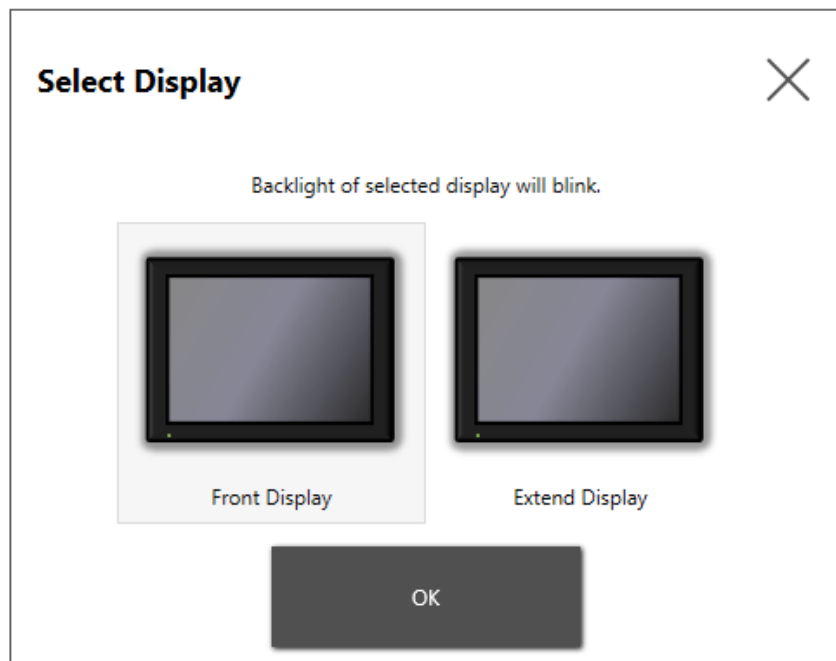 Select Display
Backlight of selected display will blink.
Front Display
Extend Display
OK